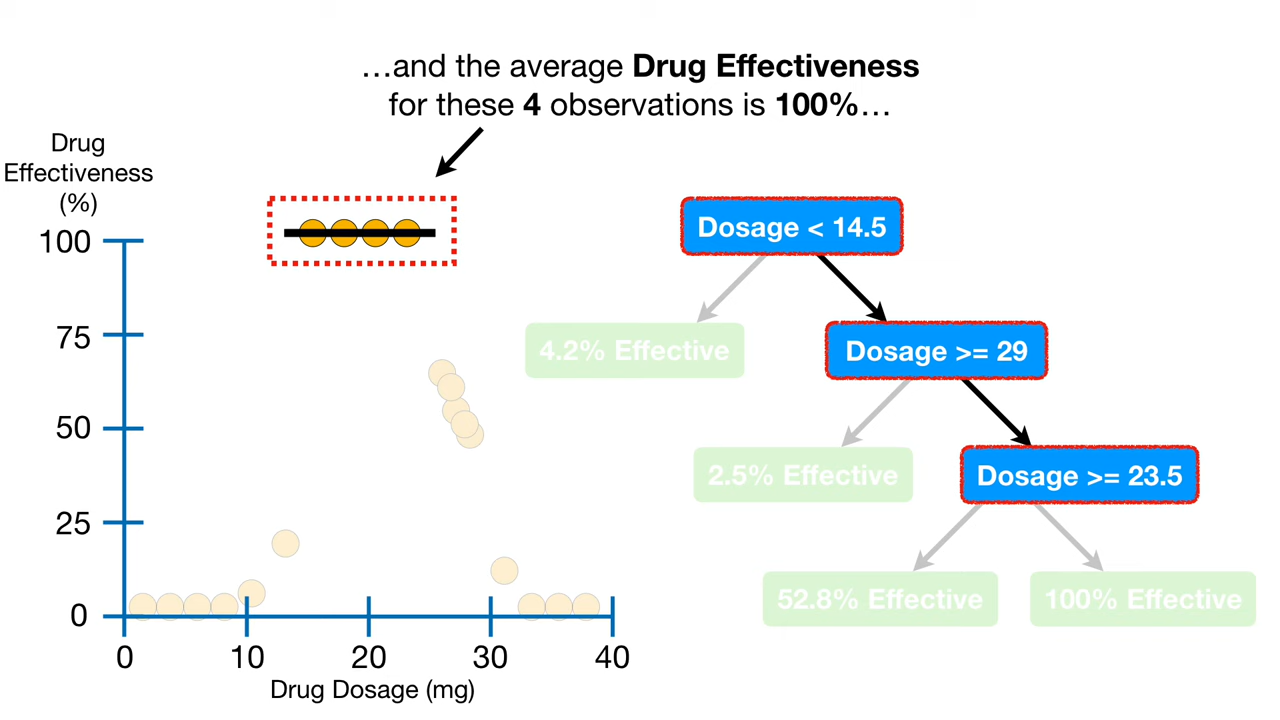 …and the average Drug Effectiveness
for these 4 observations is 100%…
Drug
Effectiveness
(%)
100
75
50
25
0
0 10 20 30 40
Drug Dosage (mg)
Dosage < 14.5
4.2% Effective
Dosage >= 29
2.5% Effective
Dosage >= 23.5
52.8% Effective
100% Effective